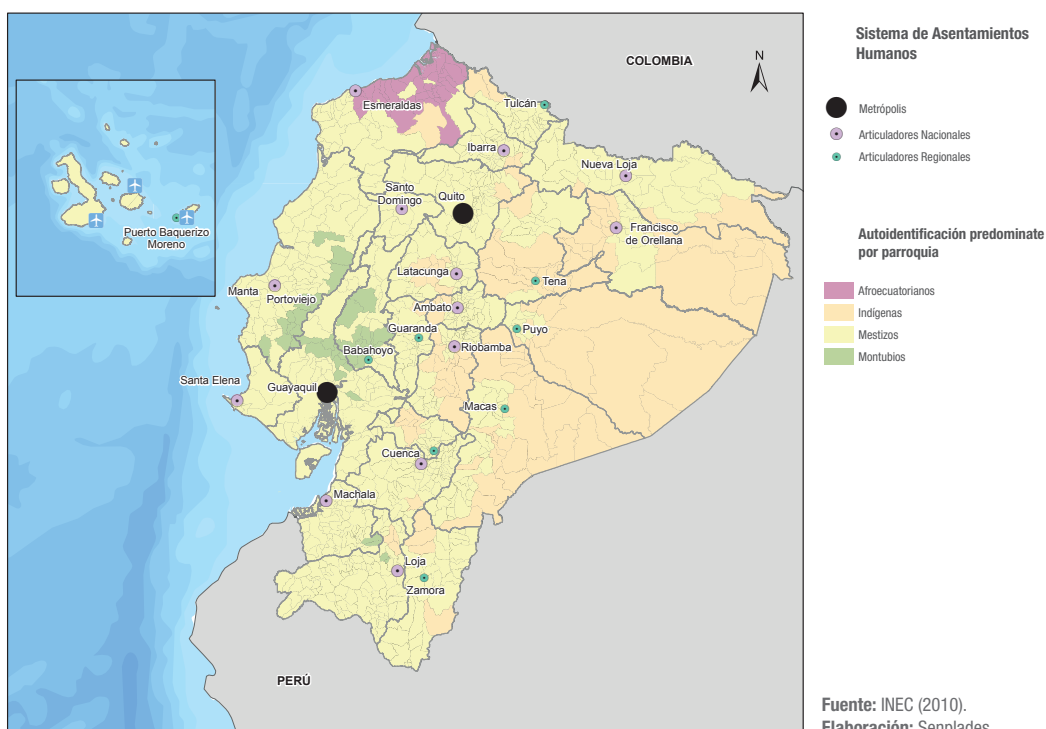 COLOMBIA
N
Esmeraldas
Tulcán
Ibarra
Nueva Loja
Santo
Domingo
Quito
Francisco
de Orellana
Puerto Baquerizo
Moreno
Latacunga
Tena
Manta
Portoviejo
Ambato
Guaranda
Puyo
Babahoyo
Riobamba
Santa Elena
Guayaquil
Macas
Cuenca
Machala
Loja
Zamora
PERÚ
Sistema de Asentamientos
Humanos
Metrópolis
Articuladores Nacionales
Articuladores Regionales
Autoidentificación predominate
por parroquia
Afroecuatorianos
Indígenas
Mestizos
Montubios
Fuente: INEC (2010).
Elaboración: Senplades